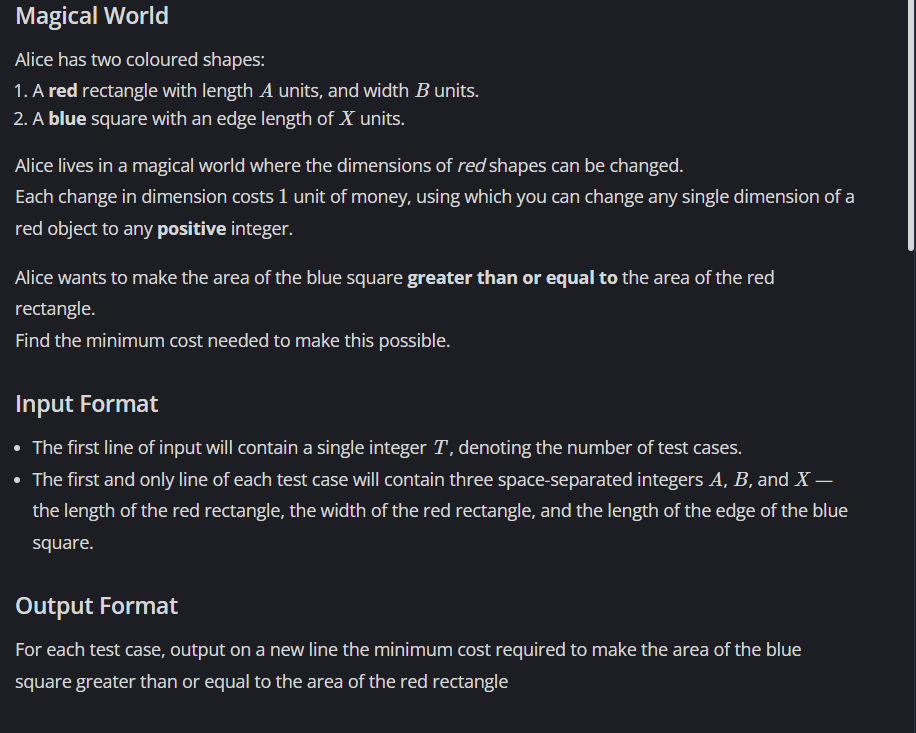 Magical World
Alice has two coloured shapes:
1. A red rectangle with length A units, and width B units.
2. A blue square with an edge length of X units.
Alice lives in a magical world where the dimensions of red shapes can be changed.
Each change in dimension costs 1 unit of money, using which you can change any single dimension of a
red object to any positive integer.
Alice wants to make the area of the blue square greater than or equal to the area of the red
rectangle.
Find the minimum cost needed to make this possible.
Input Format
• The first line of input will contain a single integer T, denoting the number of test cases.
• The first and only line of each test case will contain three space-separated integers A, B, and X —
the length of the red rectangle, the width of the red rectangle, and the length of the edge of the blue
square.
Output Format
For each test case, output on a new line the minimum cost required to make the area of the blue
square greater than or equal to the area of the red rectangle